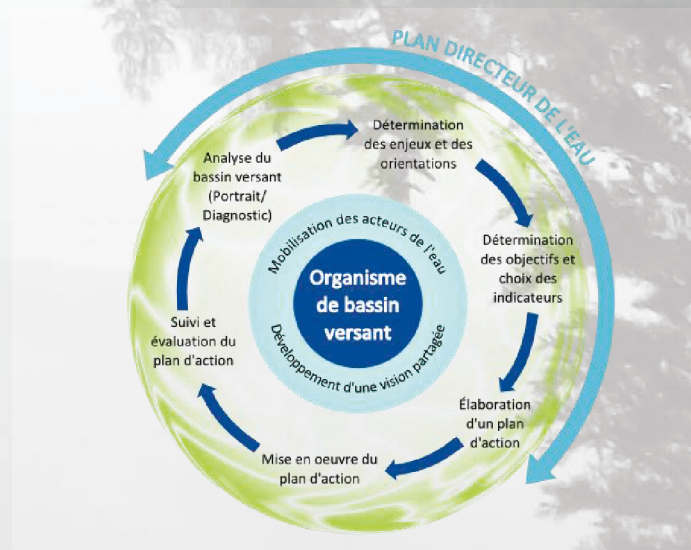 PLAN DIRECTEUR DE L'EAU
Détermination
des enjeux et des
orientations
Analyse du
bassin versant
(Portrait/
Diagnostic)
Mobilisation des acteurs de l'eau
Détermination
des objectifs et
choix des
indicateurs
Organisme
de bassin
versant
Suivi et
évaluation du
plan d'action
Développement d'une vision partagée
Élaboration
d'un plan
d'action
Mise en oeuvre du
plan d'action